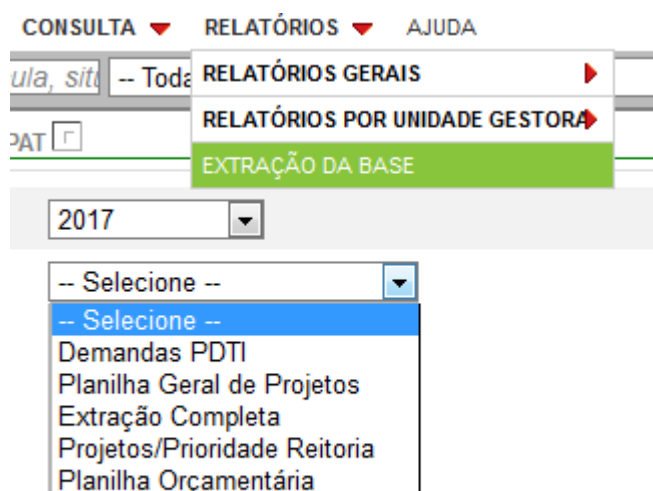 CONSULTA RELATÓRIOS AJUDA
ula, situ -- Toda RELATÓRIOS GERAIS
RELATÓRIOS POR UNIDADE GESTORA
PAT
EXTRAÇÃO DA BASE
2017
-- Selecione --
-- Selecione --
Demandas PDTI
Planilha Geral de Projetos
Extração Completa
Projetos/Prioridade Reitoria
Planilha Orçamentária